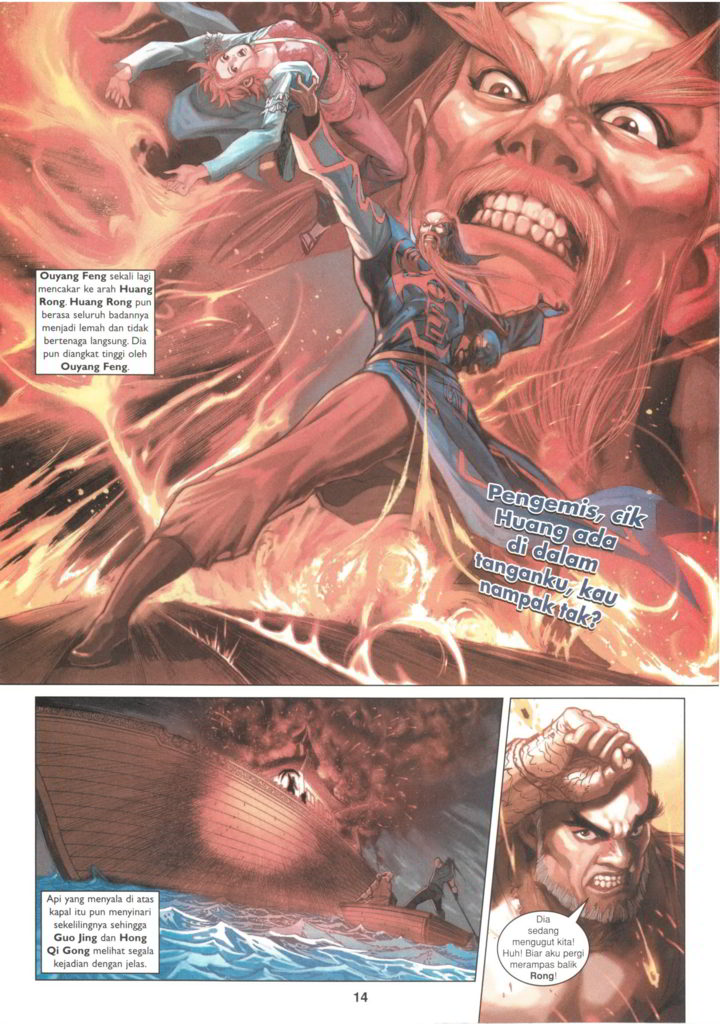 Ouyang Feng sekali lagi
mencakar ke arah Huang
Rong. Huang Rong pun
berasa seluruh badannya
menjadi lemah dan tidak
bertenaga langsung. Dia
pun diangkat tinggi oleh
Ouyang Feng.
Pengemis, cik
Huang ada
di dalam
tanganku, kau
nampak tak?
Api yang menyala di atas
kapal itu pun menyinari
sekelilingnya sehingga
Guo Jing dan Hong
Qi Gong melihat segala
kejadian dengan jelas.
Dia
sedang
mengugut kita!
Huh! Biar aku pergi
merampas balik
Rong!
14